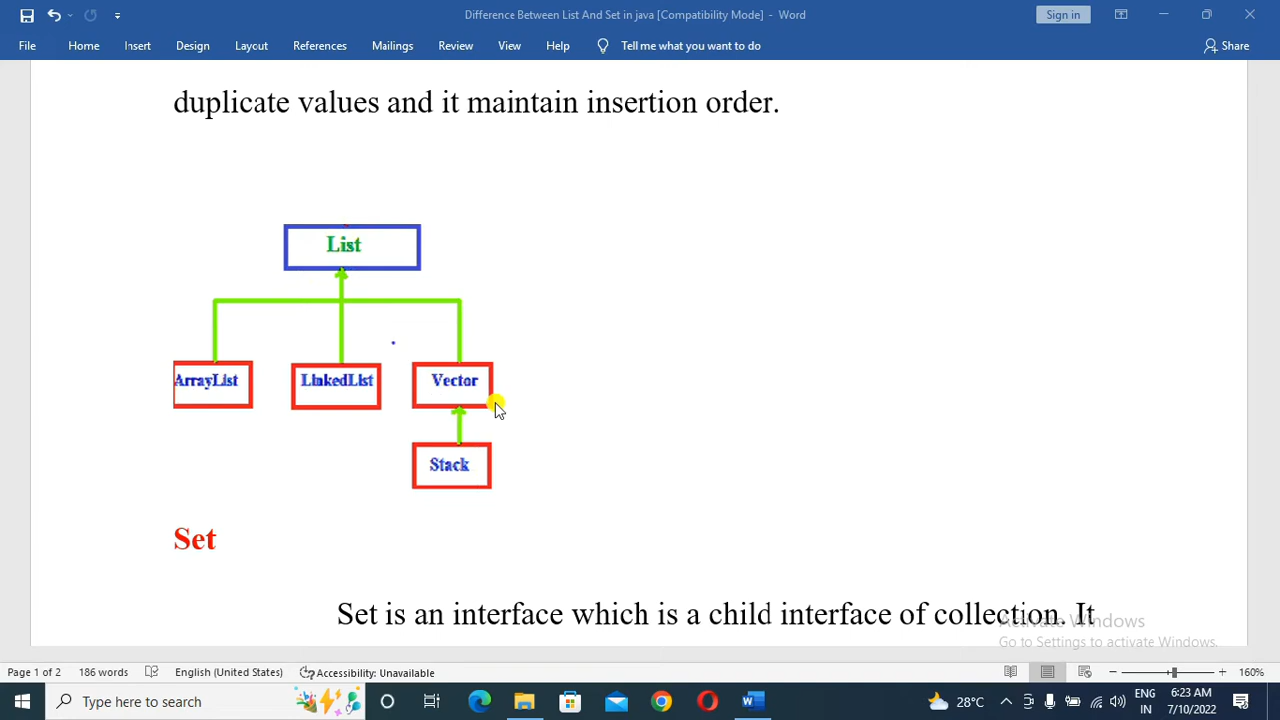 Difference Between List And Set in java [Compatibility Mode] - Word
Sign in
File Home Insert Design Layout References Mailings Review View Help Tell me what you want to do Share
duplicate values and it maintain insertion order.
List
ArrayList LinkedList Vector
Stack
Set
Set is an interface which is a child interface of collection. It
Activate Windows
Go to Settings to activate Windows.
Page 1 of 2 186 words English (United States) Accessibility: Unavailable 160%
Type here to search
28°C
ENG
IN
6:23 AM
7/10/2022